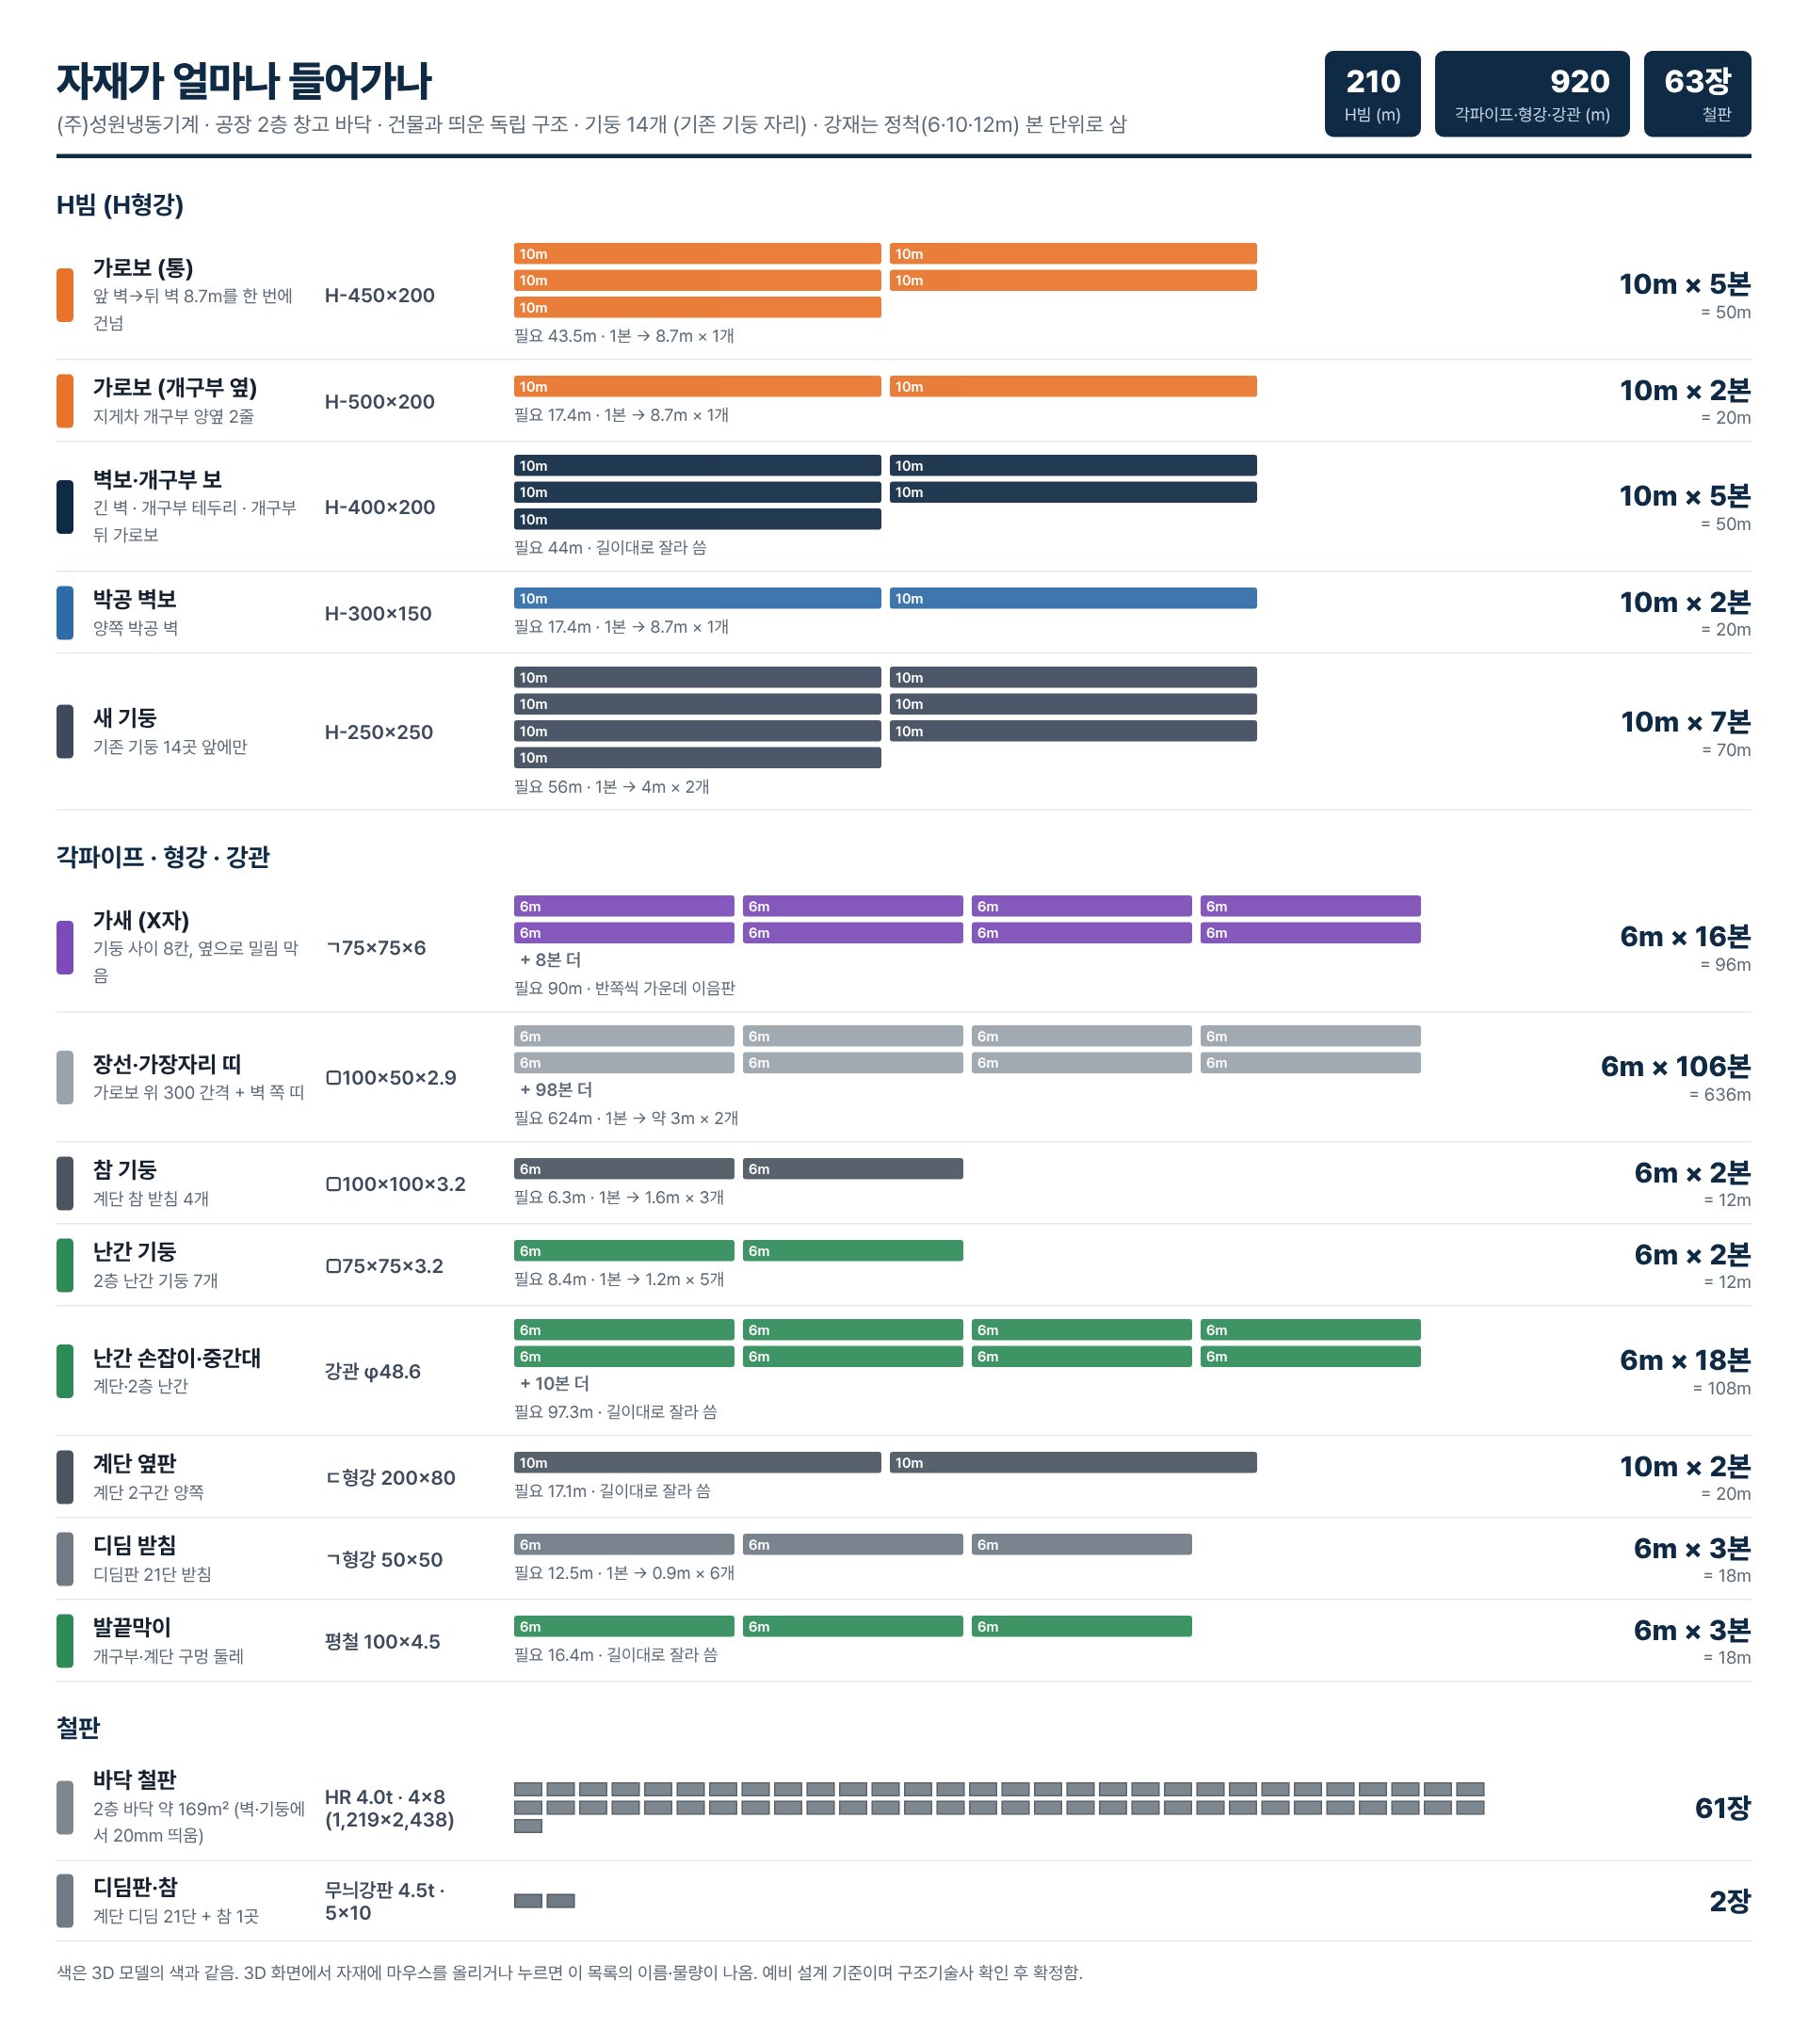 자재가 얼마나 들어가나
(주)성원냉동기계 · 공장 2층 창고 바닥 · 건물과 띄운 독립 구조 · 기둥 14개 (기존 기둥 자리) · 강재는 정척(6·10·12m) 본 단위로 삼
210
H빔 (m)
920
각파이프·형강·강관 (m)
63장
철판
H빔 (H형강)
가로보 (통)
앞 벽→뒤 벽 8.7m를 한 번에
건넘
H-450×200
10m 10m
10m 10m
10m
필요 43.5m · 1본 → 8.7m × 1개
10m × 5본
= 50m
가로보 (개구부 옆)
지게차 개구부 양옆 2줄
H-500×200
10m 10m
필요 17.4m · 1본 → 8.7m × 1개
10m × 2본
= 20m
벽보·개구부 보
긴 벽 · 개구부 테두리 · 개구부
뒤 가로보
H-400×200
10m 10m
10m 10m
10m
필요 44m · 길이대로 잘라 씀
10m × 5본
= 50m
박공 벽보
양쪽 박공 벽
H-300×150
10m 10m
필요 17.4m · 1본 → 8.7m × 1개
10m × 2본
= 20m
새 기둥
기존 기둥 14곳 앞에만
H-250×250
10m 10m
10m 10m
10m 10m
10m
필요 56m · 1본 → 4m × 2개
10m × 7본
= 70m
각파이프 · 형강 · 강관
가새 (X자)
기둥 사이 8칸, 옆으로 밀림 막
음
ㄱ75×75×6
6m 6m 6m 6m
6m 6m 6m 6m
+ 8본 더
필요 90m · 반쪽씩 가운데 이음판
6m × 16본
= 96m
장선·가장자리 띠
가로보 위 300 간격 + 벽 쪽 띠
□100×50×2.9
6m 6m 6m 6m
6m 6m 6m 6m
+ 98본 더
필요 624m · 1본 → 약 3m × 2개
6m × 106본
= 636m
참 기둥
계단 참 받침 4개
□100×100×3.2
6m 6m
필요 6.3m · 1본 → 1.6m × 3개
6m × 2본
= 12m
난간 기둥
2층 난간 기둥 7개
□75×75×3.2
6m 6m
필요 8.4m · 1본 → 1.2m × 5개
6m × 2본
= 12m
난간 손잡이·중간대
계단·2층 난간
강관 φ48.6
6m 6m 6m 6m
6m 6m 6m 6m
+ 10본 더
필요 97.3m · 길이대로 잘라 씀
6m × 18본
= 108m
계단 옆판
계단 2구간 양쪽
ㄷ형강 200×80
10m 10m
필요 17.1m · 길이대로 잘라 씀
10m × 2본
= 20m
디딤 받침
디딤판 21단 받침
ㄱ형강 50×50
6m 6m 6m
필요 12.5m · 1본 → 0.9m × 6개
6m × 3본
= 18m
발끝막이
개구부·계단 구멍 둘레
평철 100×4.5
6m 6m 6m
필요 16.4m · 길이대로 잘라 씀
6m × 3본
= 18m
철판
바닥 철판
2층 바닥 약 169m² (벽·기둥에
서 20mm 띄움)
HR 4.0t · 4×8
(1,219×2,438)
61장
디딤판·참
계단 디딤 21단 + 참 1곳
무늬강판 4.5t ·
5×10
2장
색은 3D 모델의 색과 같음. 3D 화면에서 자재에 마우스를 올리거나 누르면 이 목록의 이름·물량이 나옴. 예비 설계 기준이며 구조기술사 확인 후 확정함.